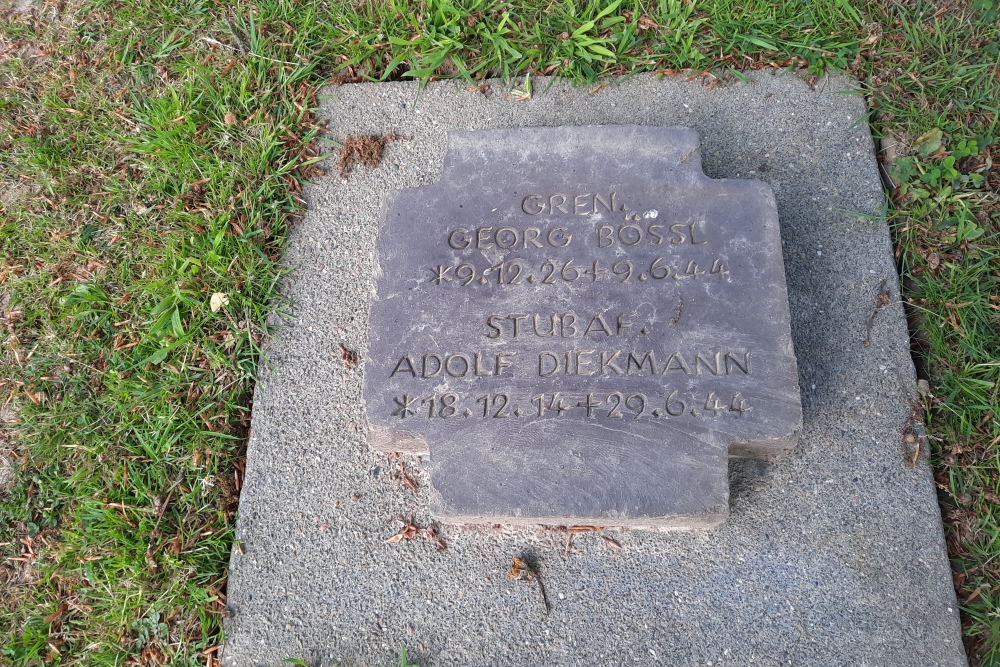 GREN.
GEORG BÖSSL
*9.12.26+9.6.44
STUBAF.
ADOLF DIEKMANN
*18.12.14+29.6.44